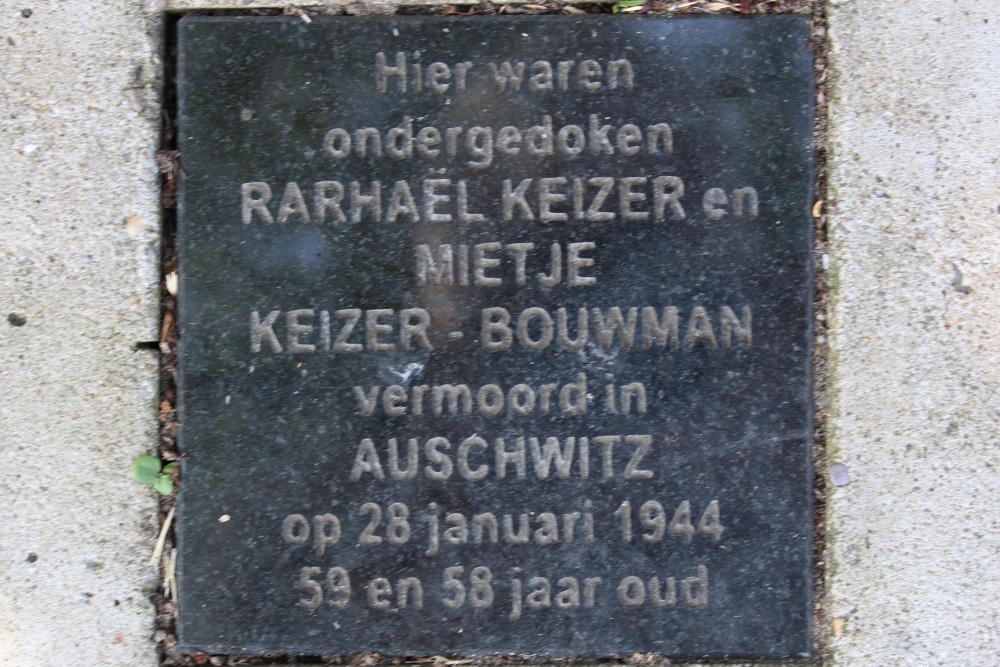 Hier waren
ondergedoken
RARHAËL KEIZER en
MIETJE
KEIZER - BOUWMAN
vermoord in
AUSCHWITZ
op 28 januari 1944
59 en 58 jaar oud